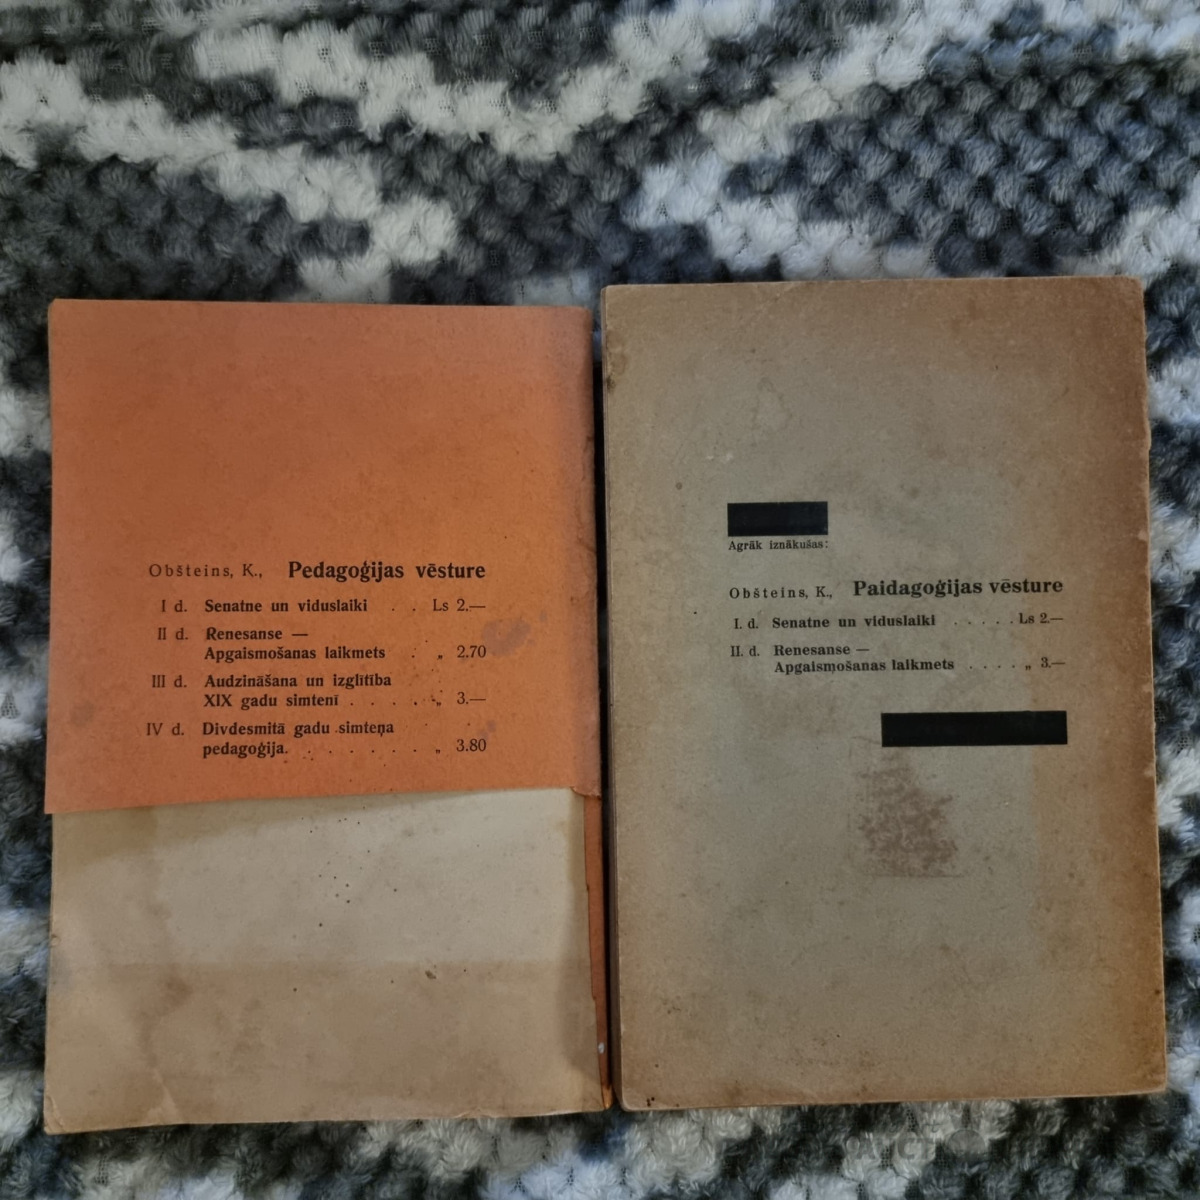 Obšteins, K., Pedagoģijas vēsture
I d. Senatne un viduslaiki . . Ls 2.—
II d. Renesanse —
Apgaismošanas laikmets . „ 2.70
III d. Audzināšana un izglītība
XIX gadu simtenī . . . . . „ 3.—
IV d. Divdesmitā gadu simteņa
pedagoģija. . . . . . . „ 3.80
Agrāk iznākušas:
Obšteins, K., Paidagoģijas vēsture
I. d. Senatne un viduslaiki . . . . . Ls 2.—
II. d. Renesanse —
Apgaismošanas laikmets . . . . „ 3.—